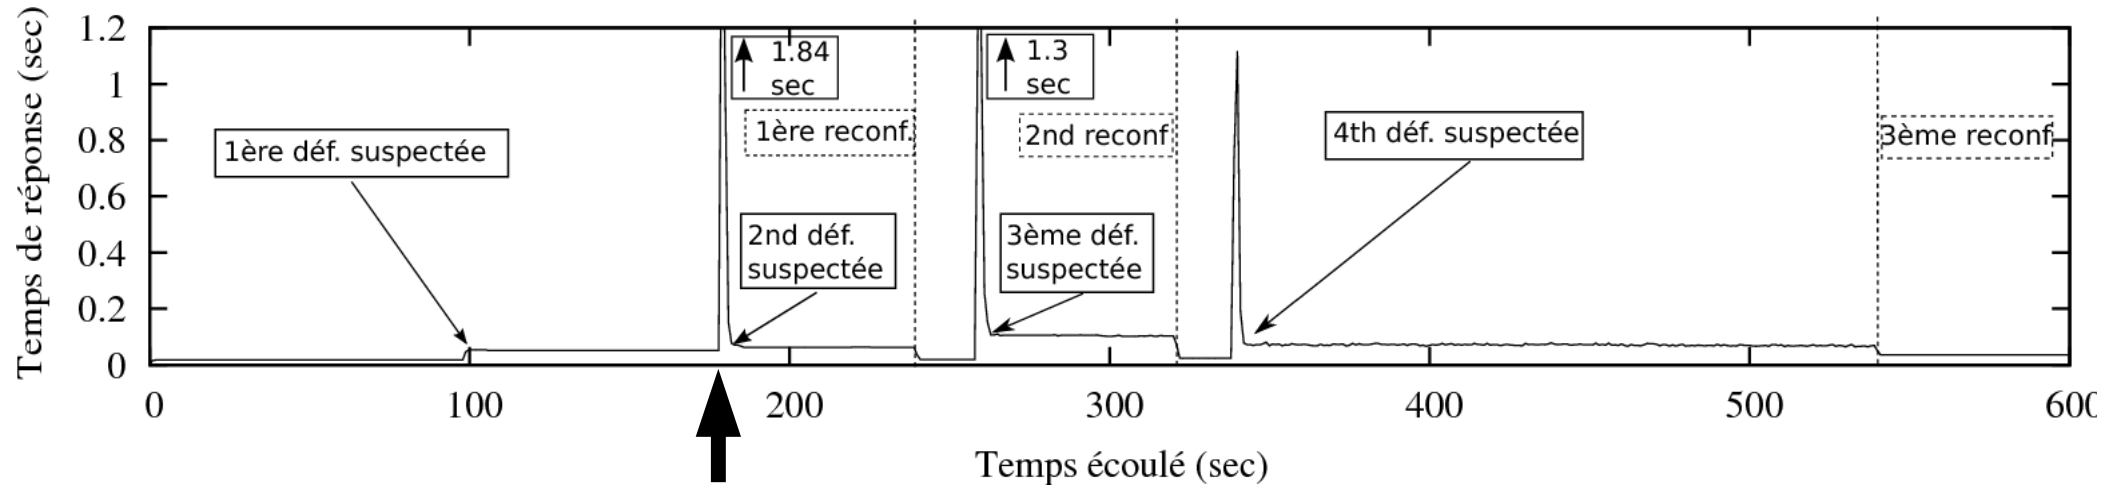 Temps de réponse (sec)
1.2
1
0.8
0.6
0.4
0.2
0
1.84
sec
1.3
sec
1ère déf. suspectée
1ère reconf.
2nd reconf
4th déf. suspectée
3ème reconf
2nd déf.
suspectée
3ème déf.
suspectée
0 100 200 300 400 500 600
Temps écoulé (sec)